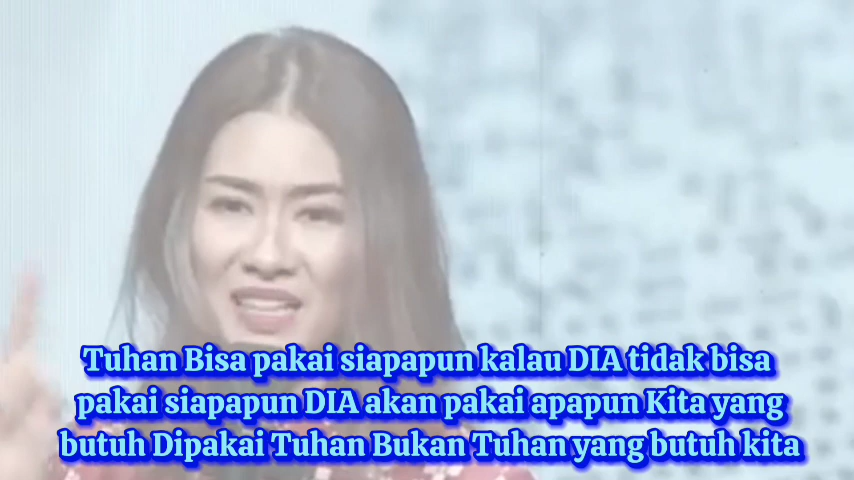 Tuhan Bisa pakai siapapun kalau DIA tidak bisa
pakai siapapun DIA akan pakai apapun Kita yang
butuh Dipakai Tuhan Bukan Tuhan yang butuh kita